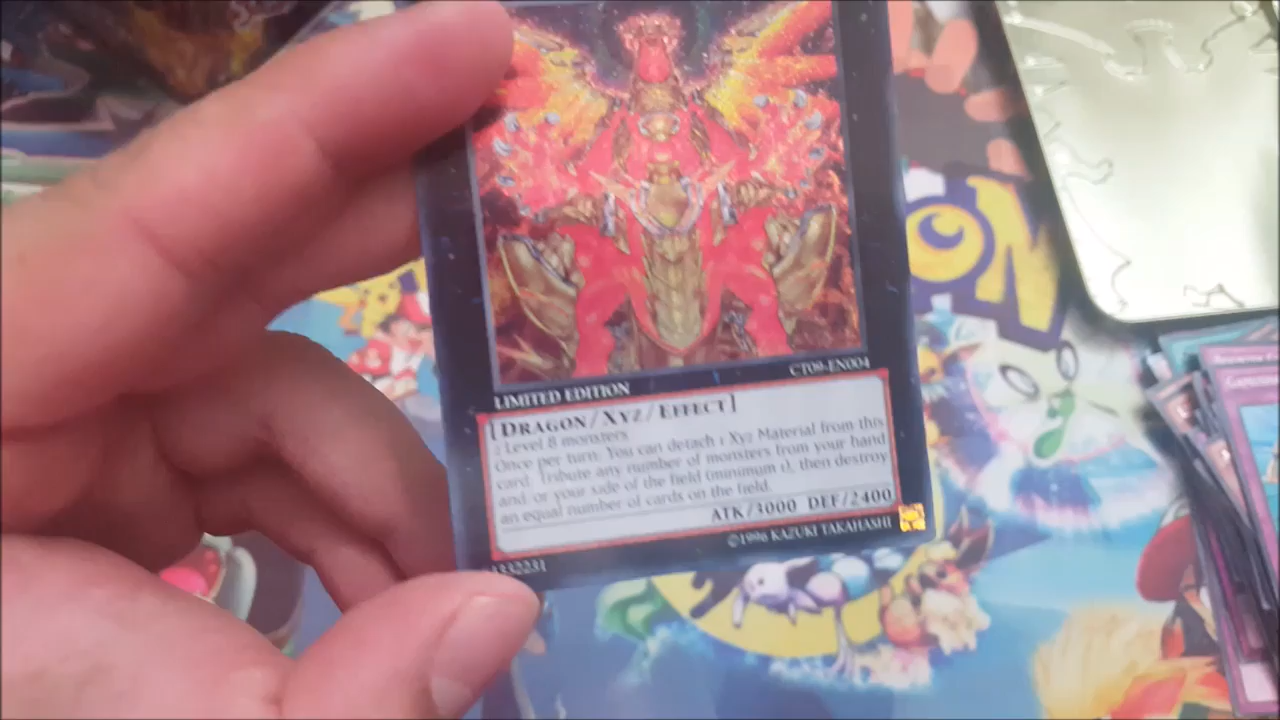 ON
CT09-EN004
LIMITED EDITION
[DRAGON/XYZ/EFFECT]
2 Level 8 monsters
Once per turn: You can detach 1 Xyz Material from this
card. Tribute any number of monsters from your hand
and/or your side of the field (minimum 1), then destroy
an equal number of cards on the field.
ATK/3000 DEF/2400
©1996 KAZUKI TAKAHASHI
1332231